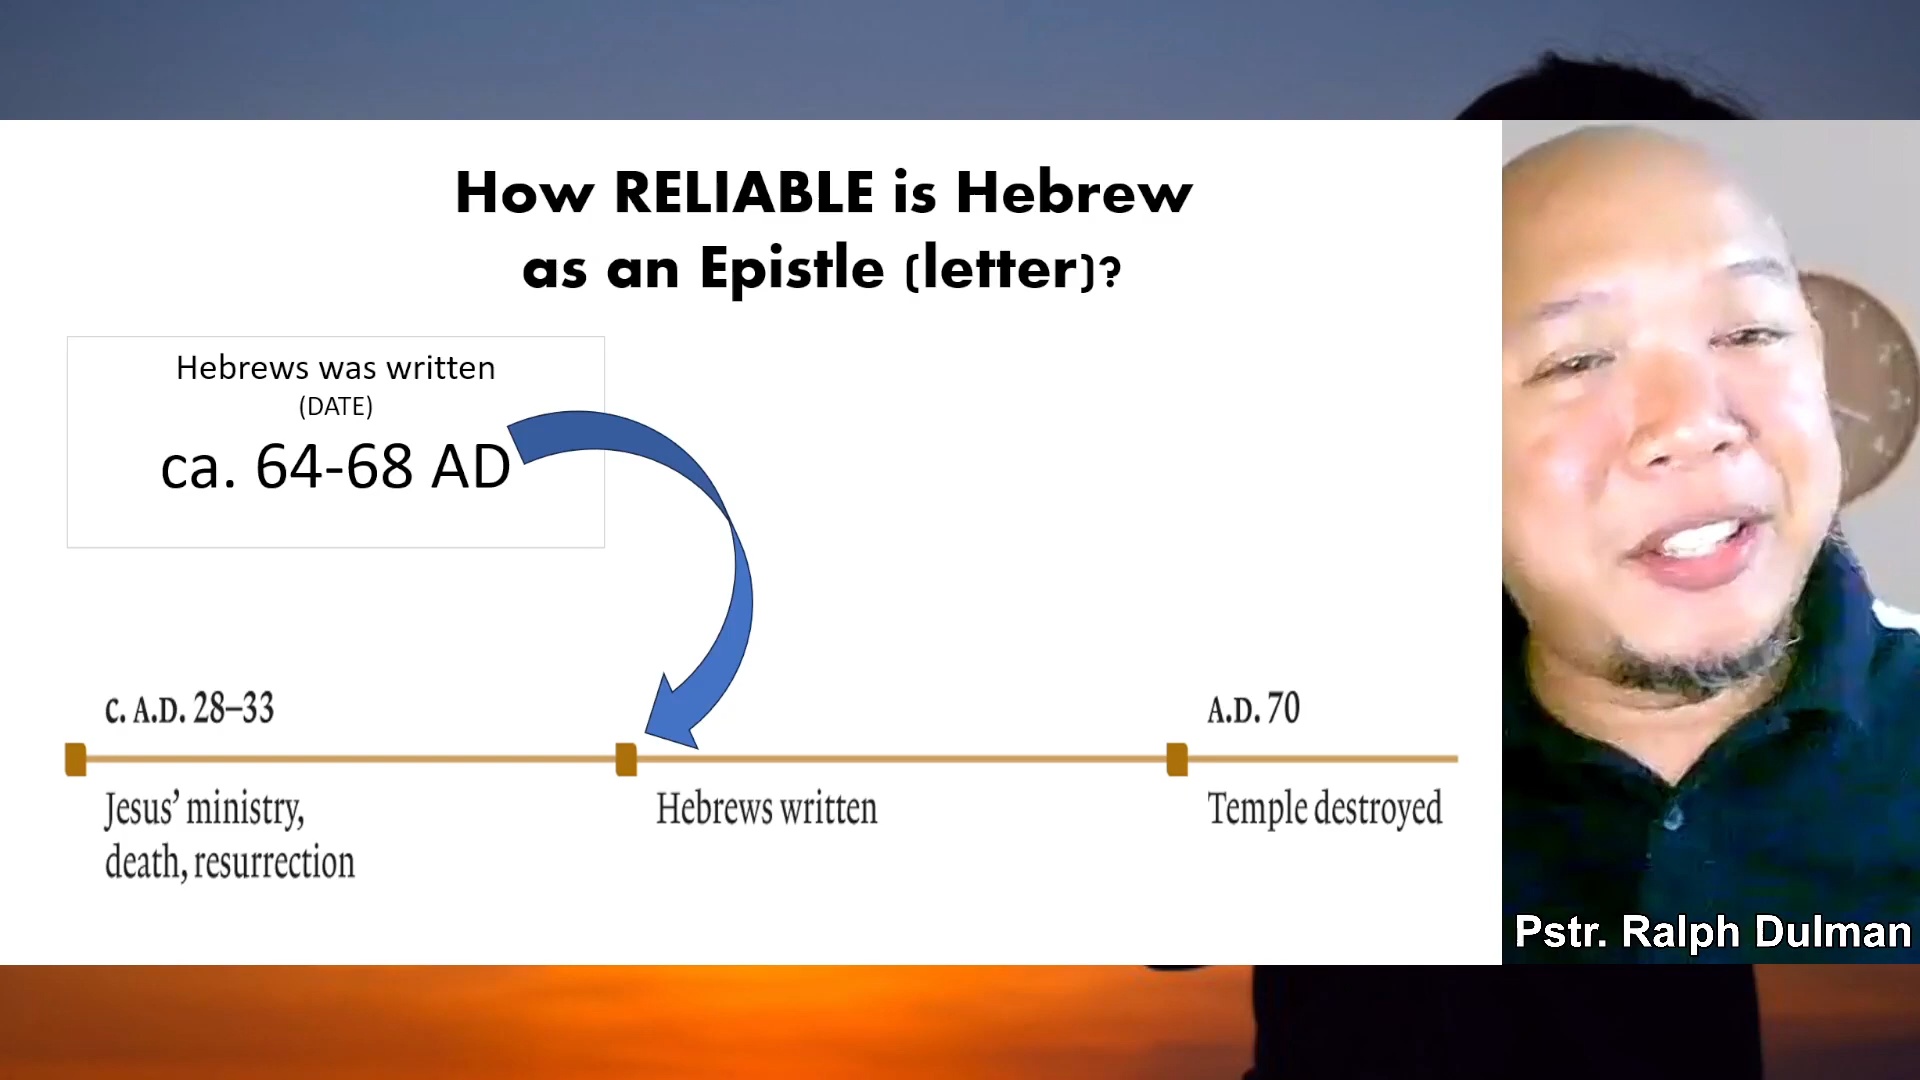 How RELIABLE is Hebrew
as an Epistle (letter)?
Hebrews was written
(DATE)
ca. 64-68 AD
C. A.D. 28–33
A.D. 70
Jesus’ ministry,
death, resurrection
Hebrews written
Temple destroyed
Pstr. Ralph Dulman